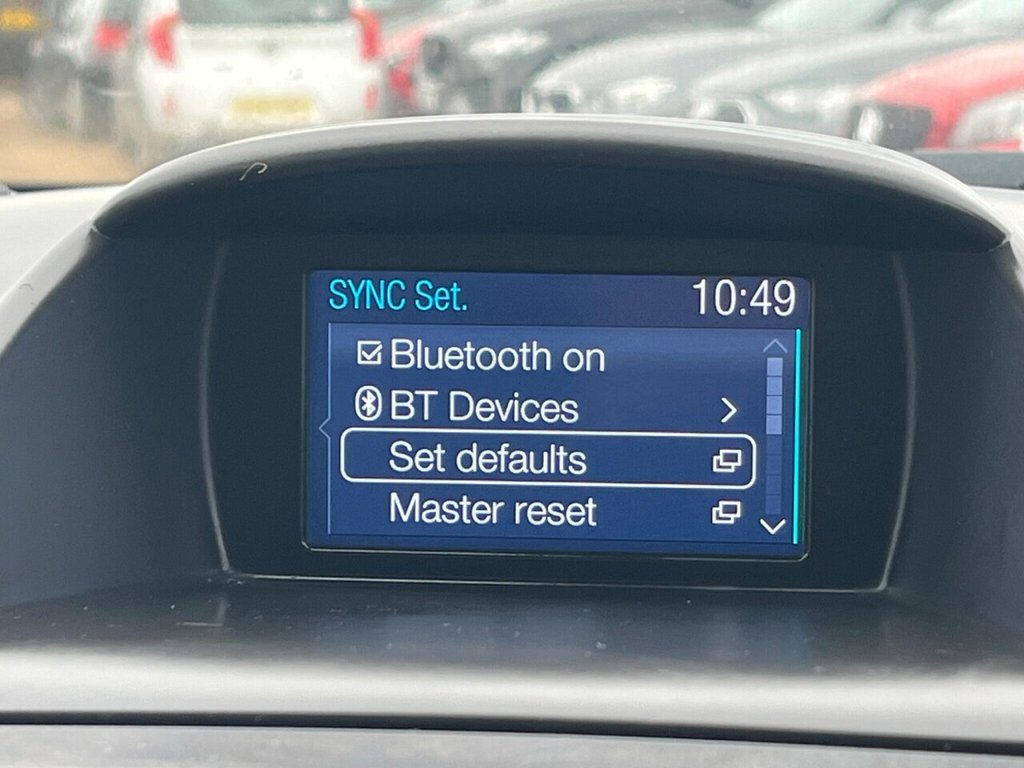 SYNC Set. 10:49
Bluetooth on
BT Devices
Set defaults
Master reset